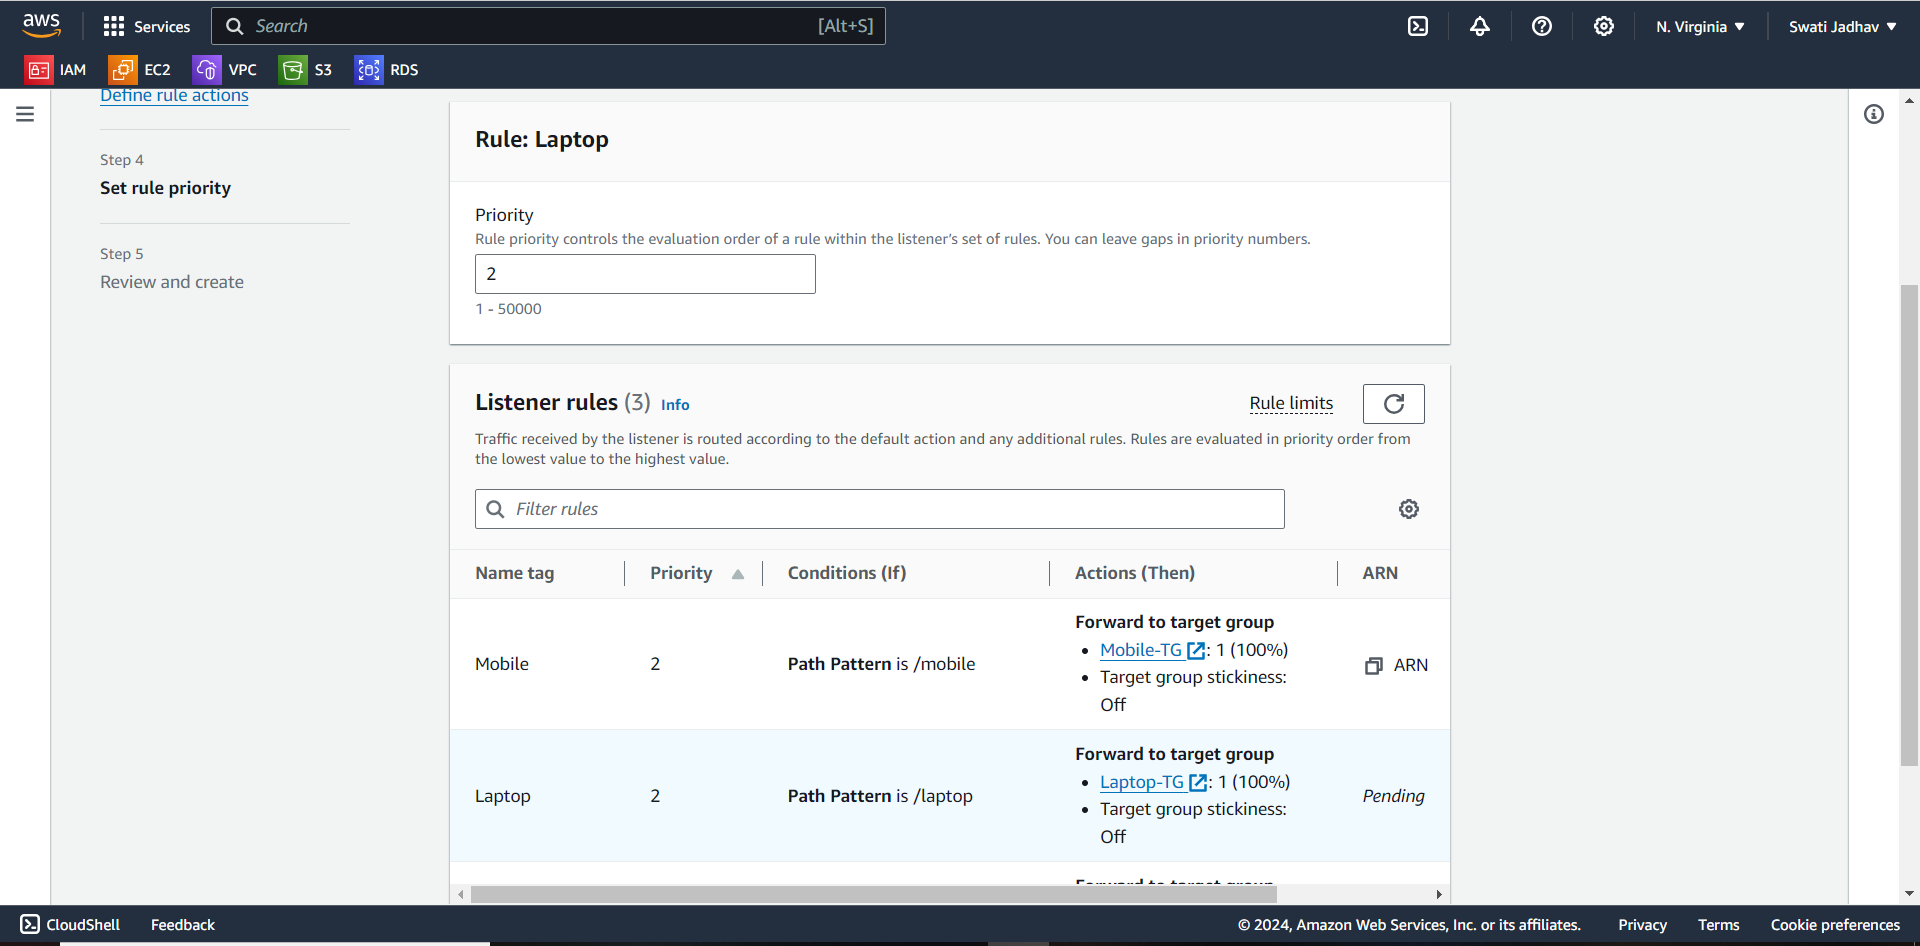 aws
Services
Search
[Alt+S]
N. Virginia
Swati Jadhav
IAM
EC2
VPC
S3
RDS
Define rule actions
Step 4
Set rule priority
Step 5
Review and create
Rule: Laptop
Priority
Rule priority controls the evaluation order of a rule within the listener's set of rules. You can leave gaps in priority numbers.
2
1 - 50000
Listener rules (3) Info
Rule limits
Traffic received by the listener is routed according to the default action and any additional rules. Rules are evaluated in priority order from
the lowest value to the highest value.
Filter rules
Name tag
Priority
Conditions (If)
Actions (Then)
ARN
Mobile
2
Path Pattern is /mobile
Forward to target group
• Mobile-TG : 1 (100%)
• Target group stickiness:
Off
ARN
Laptop
2
Path Pattern is /laptop
Forward to target group
• Laptop-TG : 1 (100%)
• Target group stickiness:
Off
Pending
Forward to target group
CloudShell
Feedback
© 2024, Amazon Web Services, Inc. or its affiliates.
Privacy
Terms
Cookie preferences